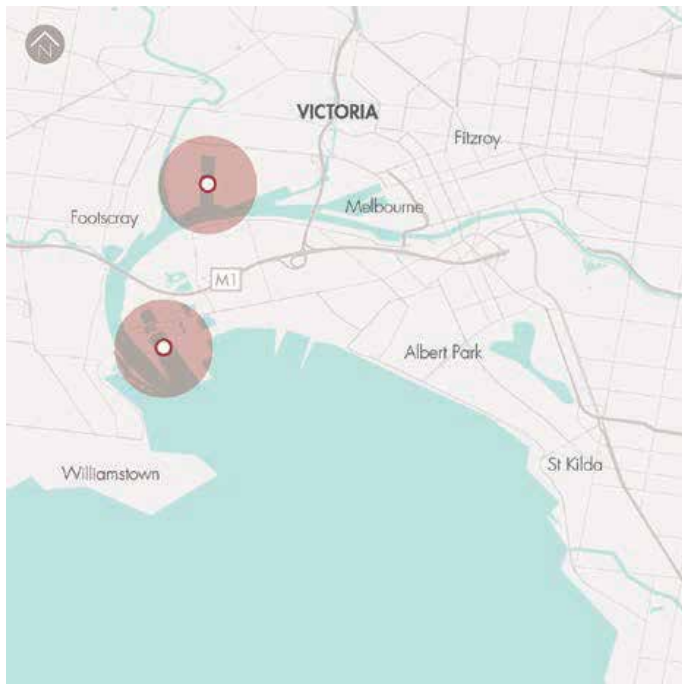 N
VICTORIA
Fitzroy
Melbourne
Footscray
M1
Albert Park
Williamstown
St Kilda